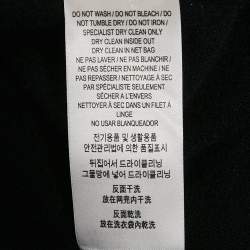 DO NOT WASH / DO NOT BLEACH / DO
NOT TUMBLE DRY / DO NOT IRON /
SPECIALIST DRY CLEAN ONLY
DRY CLEAN INSIDE OUT
DRY CLEAN IN NET BAG
NE PAS LAVER / NE PAS BLANCHIR /
NE PAS SÉCHER EN MACHINE / NE
PAS REPASSER / NETTOYAGE À SEC
PAR SPÉCIALISTE SEULEMENT
SÉCHER A L'ENVERS
NETTOYER À SEC DANS UN FILET À
LINGE
NO USAR BLANQUEADOR
전기용품 및 생활용품
안전관리법에 의한 품질표시
뒤집어서 드라이클리닝
그물망에 넣어 드라이클리닝
反面干洗
放在网兜内干洗
反面乾洗
放在洗衣袋內乾洗